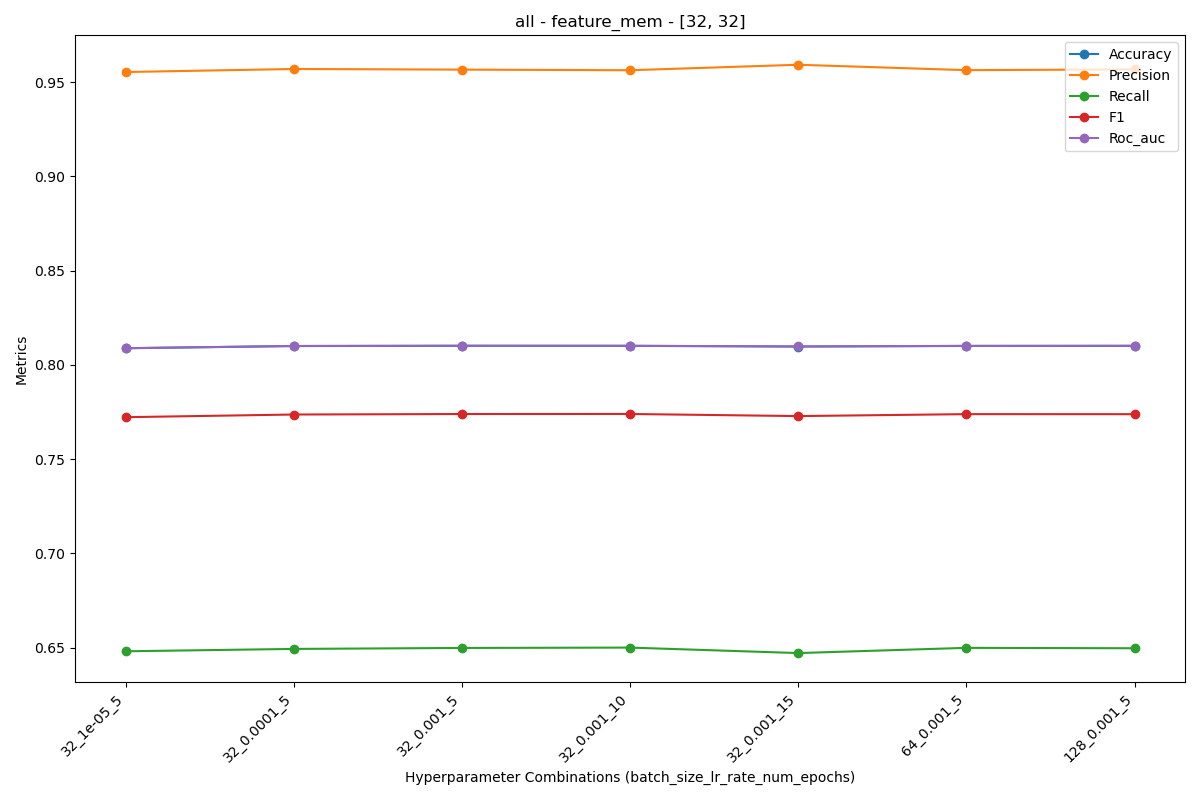 all - feature_mem - [32, 32]
Accuracy
Precision
Recall
F1
Roc_auc
Metrics
0.95
0.90
0.85
0.80
0.75
0.70
0.65
32_1e-05_5
32_0.0001_5
32_0.001_5
32_0.001_10
32_0.001_15
64_0.001_5
128_0.001_5
Hyperparameter Combinations (batch_size_lr_rate_num_epochs)